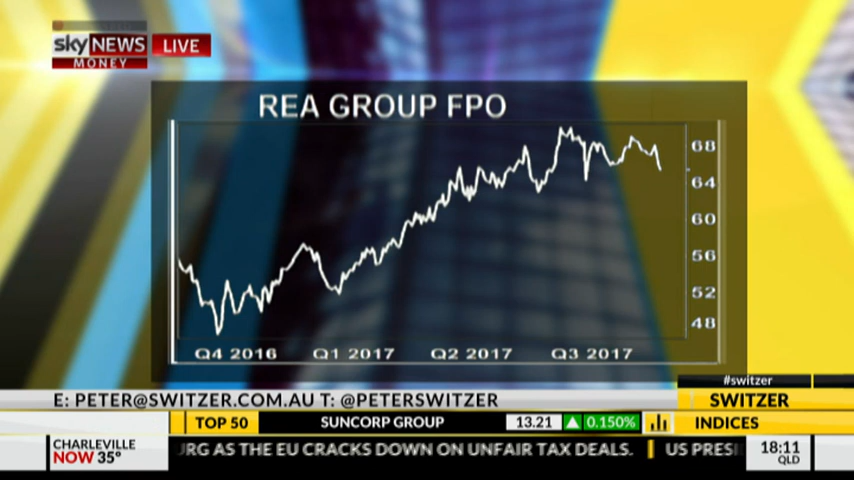 sky NEWS
MONEY
LIVE
REA GROUP FPO
68
64
60
56
52
48
Q4 2016 Q1 2017 Q2 2017 Q3 2017
#switzer
E: PETER@SWITZER.COM.AU T: @PETERSWITZER
SWITZER
TOP 50 SUNCORP GROUP 13.21 0.150% INDICES
CHARLEVILLE
NOW 35°
AS THE EU CRACKS DOWN ON UNFAIR TAX DEALS. US
18:11
QLD